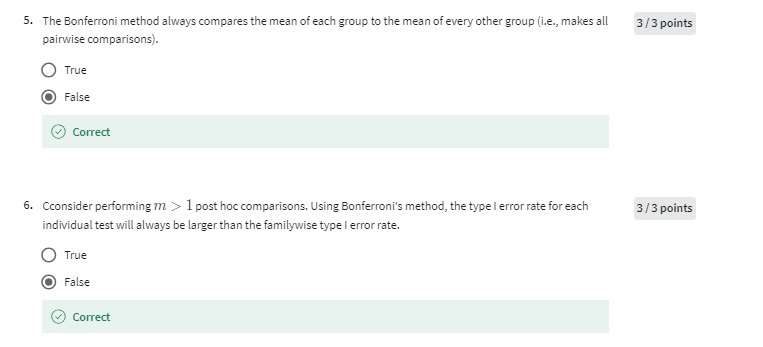 5. The Bonferroni method always compares the mean of each group to the mean of every other group (i.e., makes all
pairwise comparisons).
3 / 3 points
True
False
Correct
6. Cconsider performing m > 1 post hoc comparisons. Using Bonferroni's method, the type I error rate for each
individual test will always be larger than the familywise type I error rate.
3 / 3 points
True
False
Correct